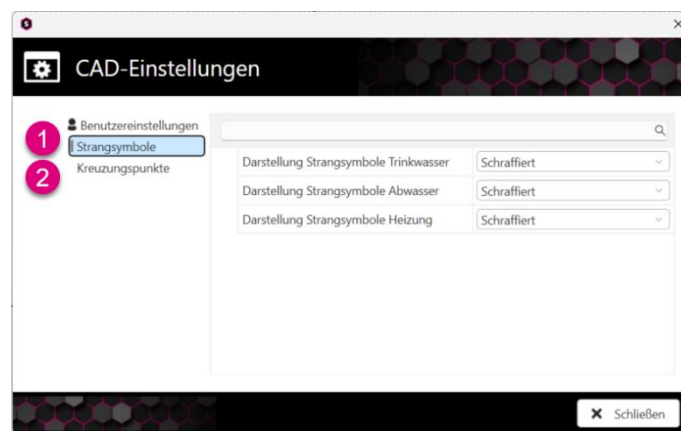 CAD-Einstellungen
Benutzereinstellungen
1 Strangsymbole
2 Kreuzungspunkte
Darstellung Strangsymbole Trinkwasser Schraffiert
Darstellung Strangsymbole Abwasser Schraffiert
Darstellung Strangsymbole Heizung Schraffiert
Schließen